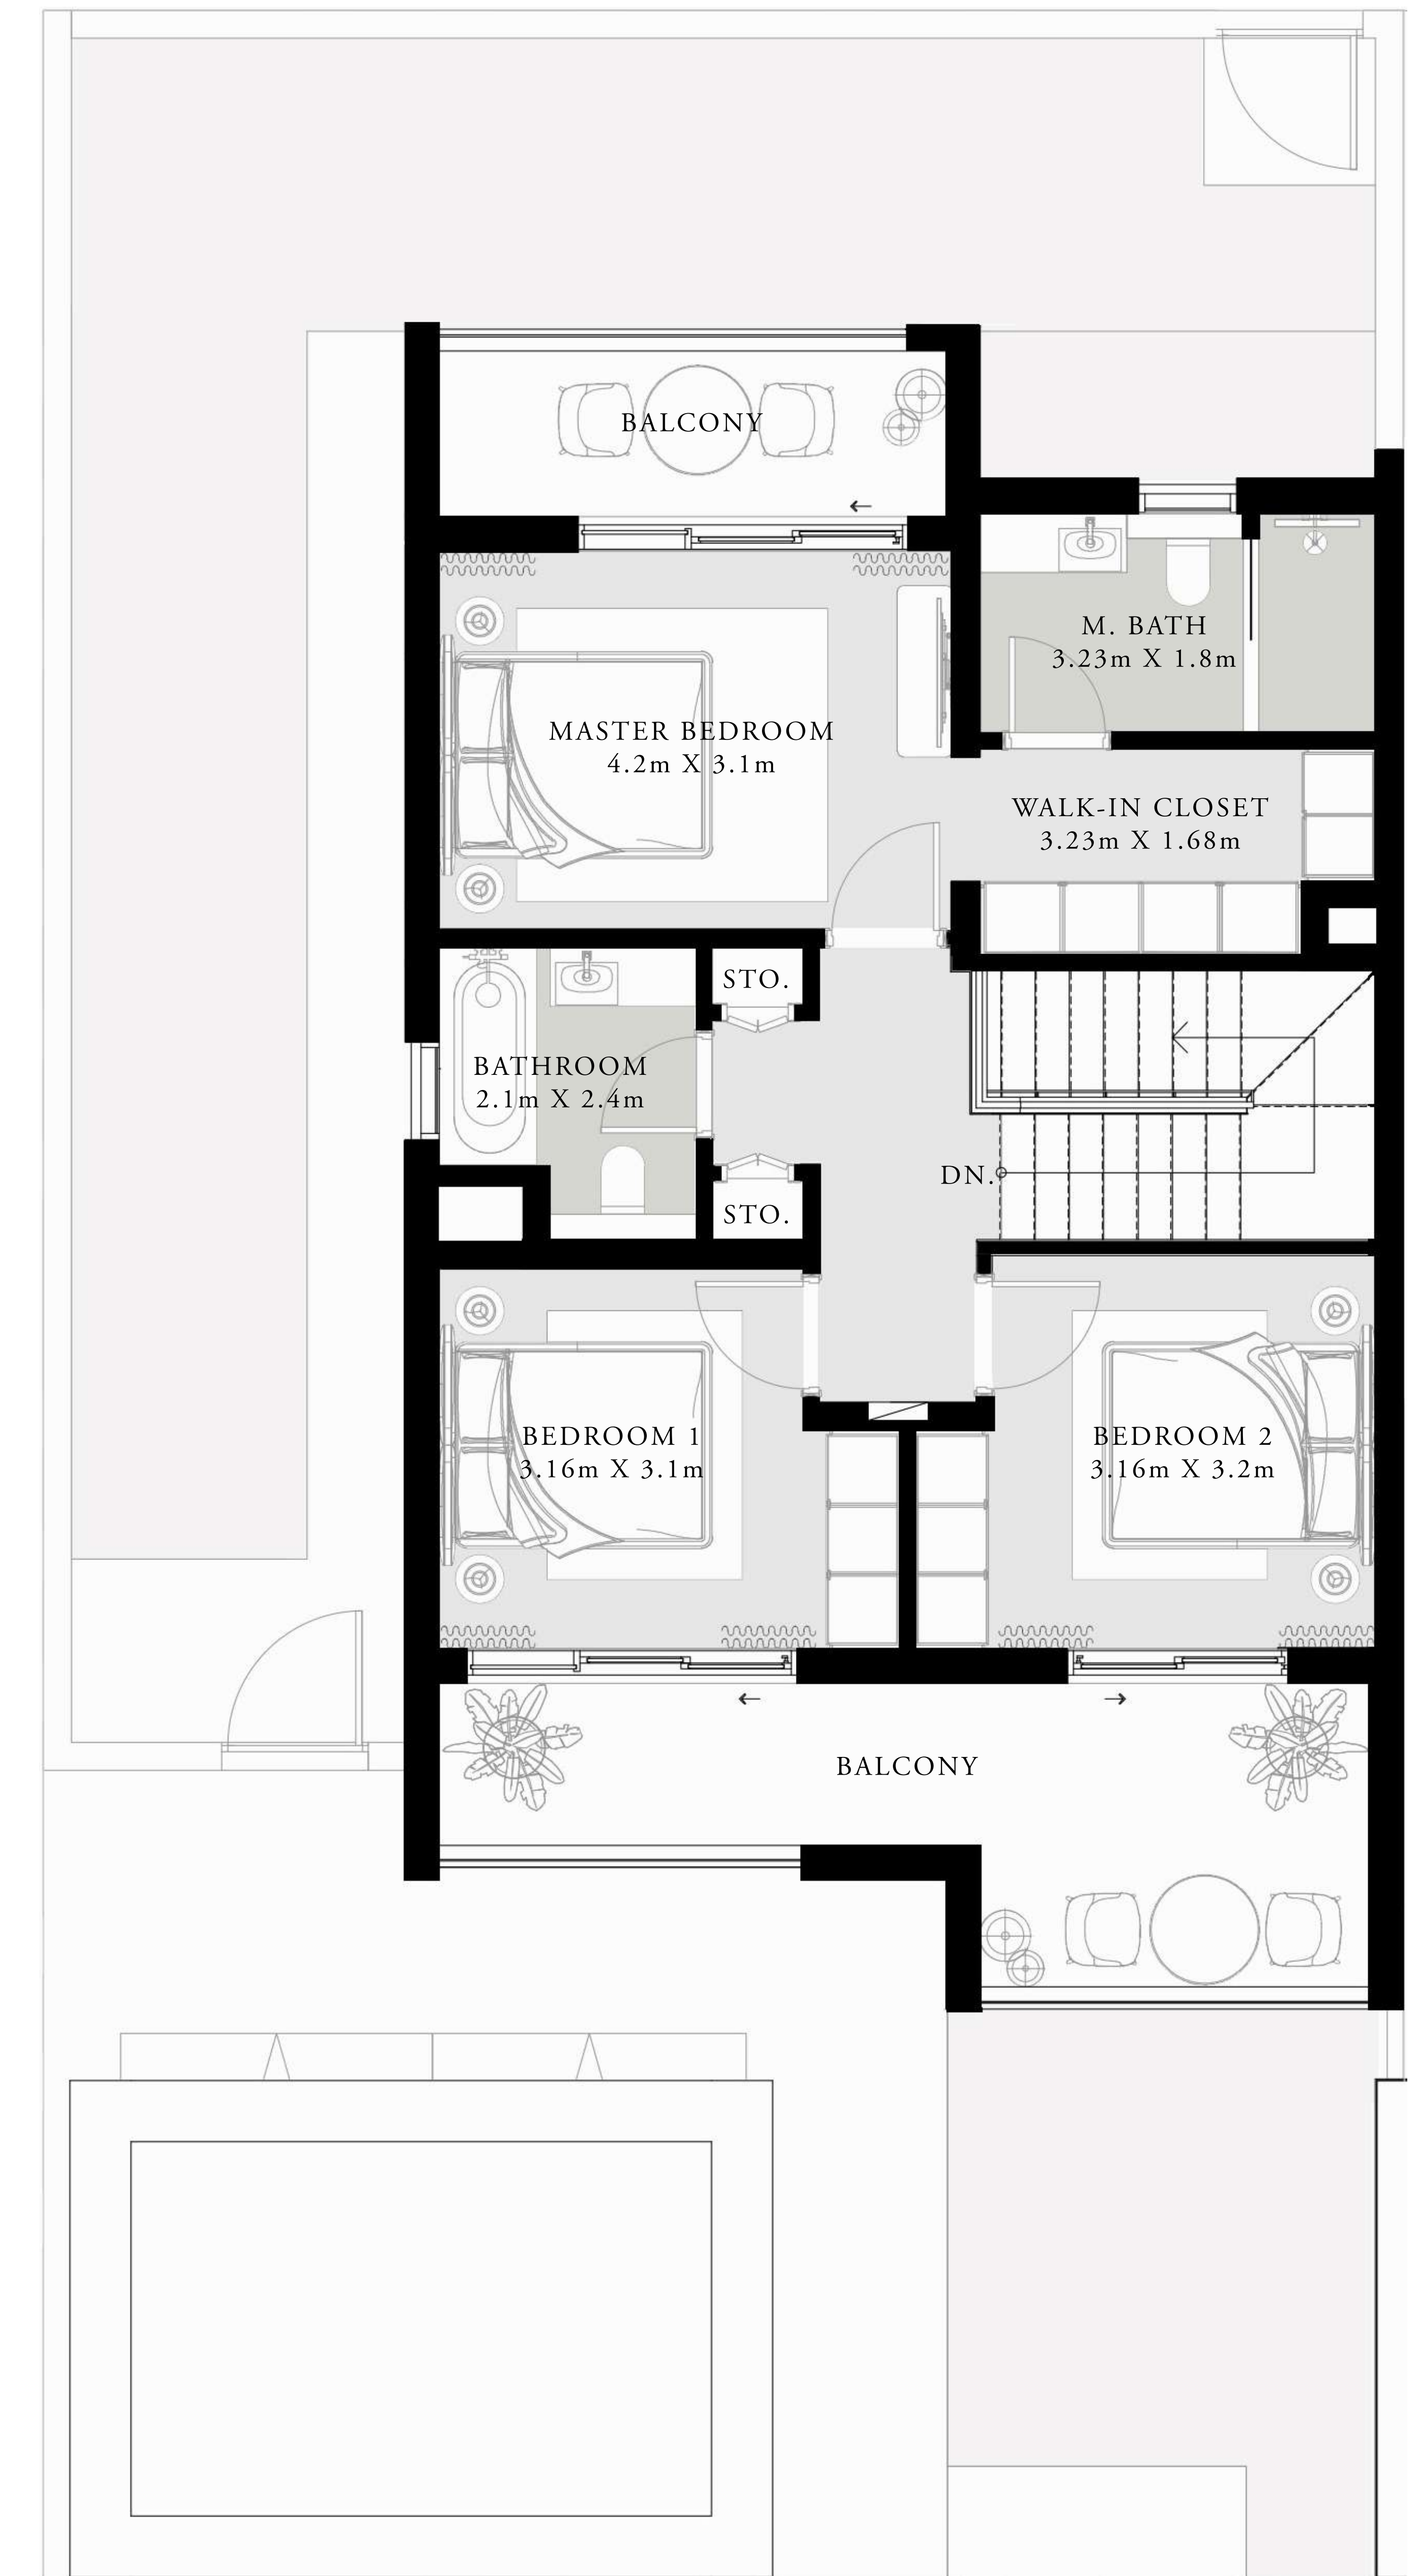 BALCONY
M. BATH
3.23m X 1.8m
MASTER BEDROOM
4.2m X 3.1m
WALK-IN CLOSET
3.23m X 1.68m
STO.
BATHROOM
2.1m X 2.4m
DN.
STO.
BEDROOM 1
3.16m X 3.1m
BEDROOM 2
3.16m X 3.2m
BALCONY